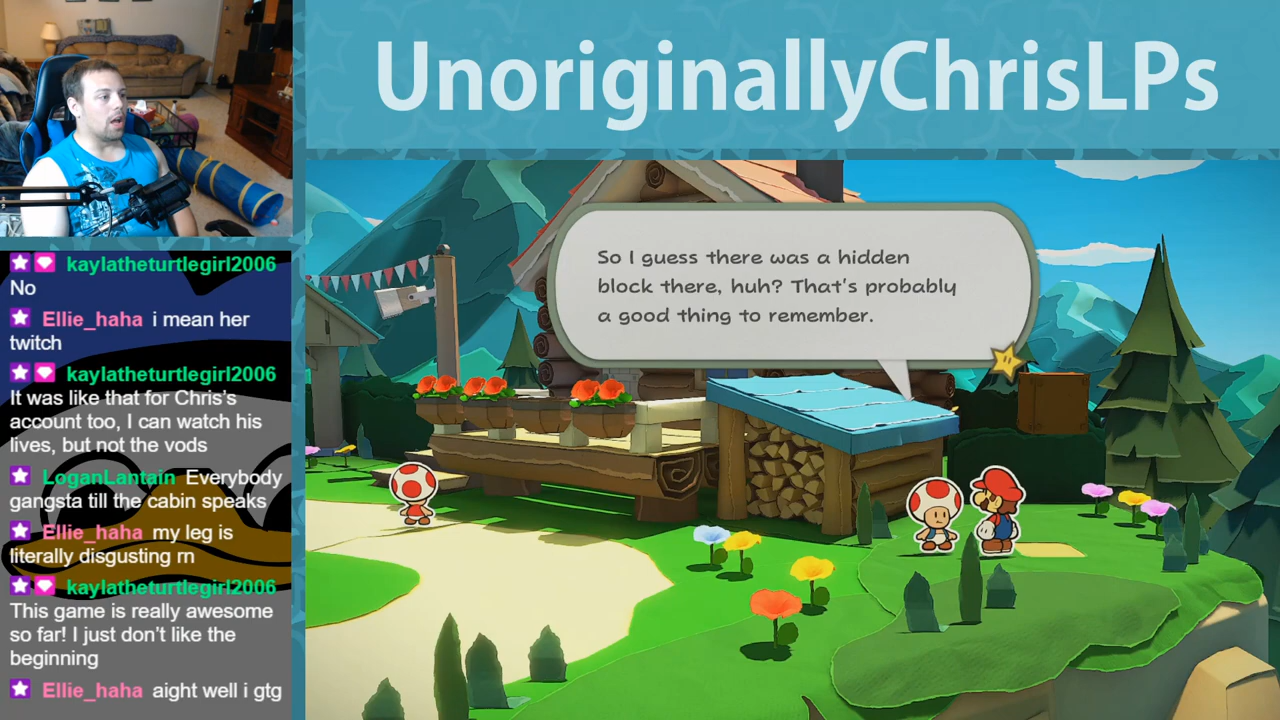 UnoriginallyChrisLPs
So I guess there was a hidden
block there, huh? That's probably
a good thing to remember.
kaylatheturtlegirl2006
No
Ellie_haha i mean her
twitch
kaylatheturtlegirl2006
It was like that for Chris's
account too, I can watch his
lives, but not the vods
LoganLantain Everybody
gangsta till the cabin speaks
Ellie_haha my leg is
literally disgusting rn
kaylatheturtlegirl2006
This game is really awesome
so far! I just don't like the
beginning
Ellie_haha aight well i gtg